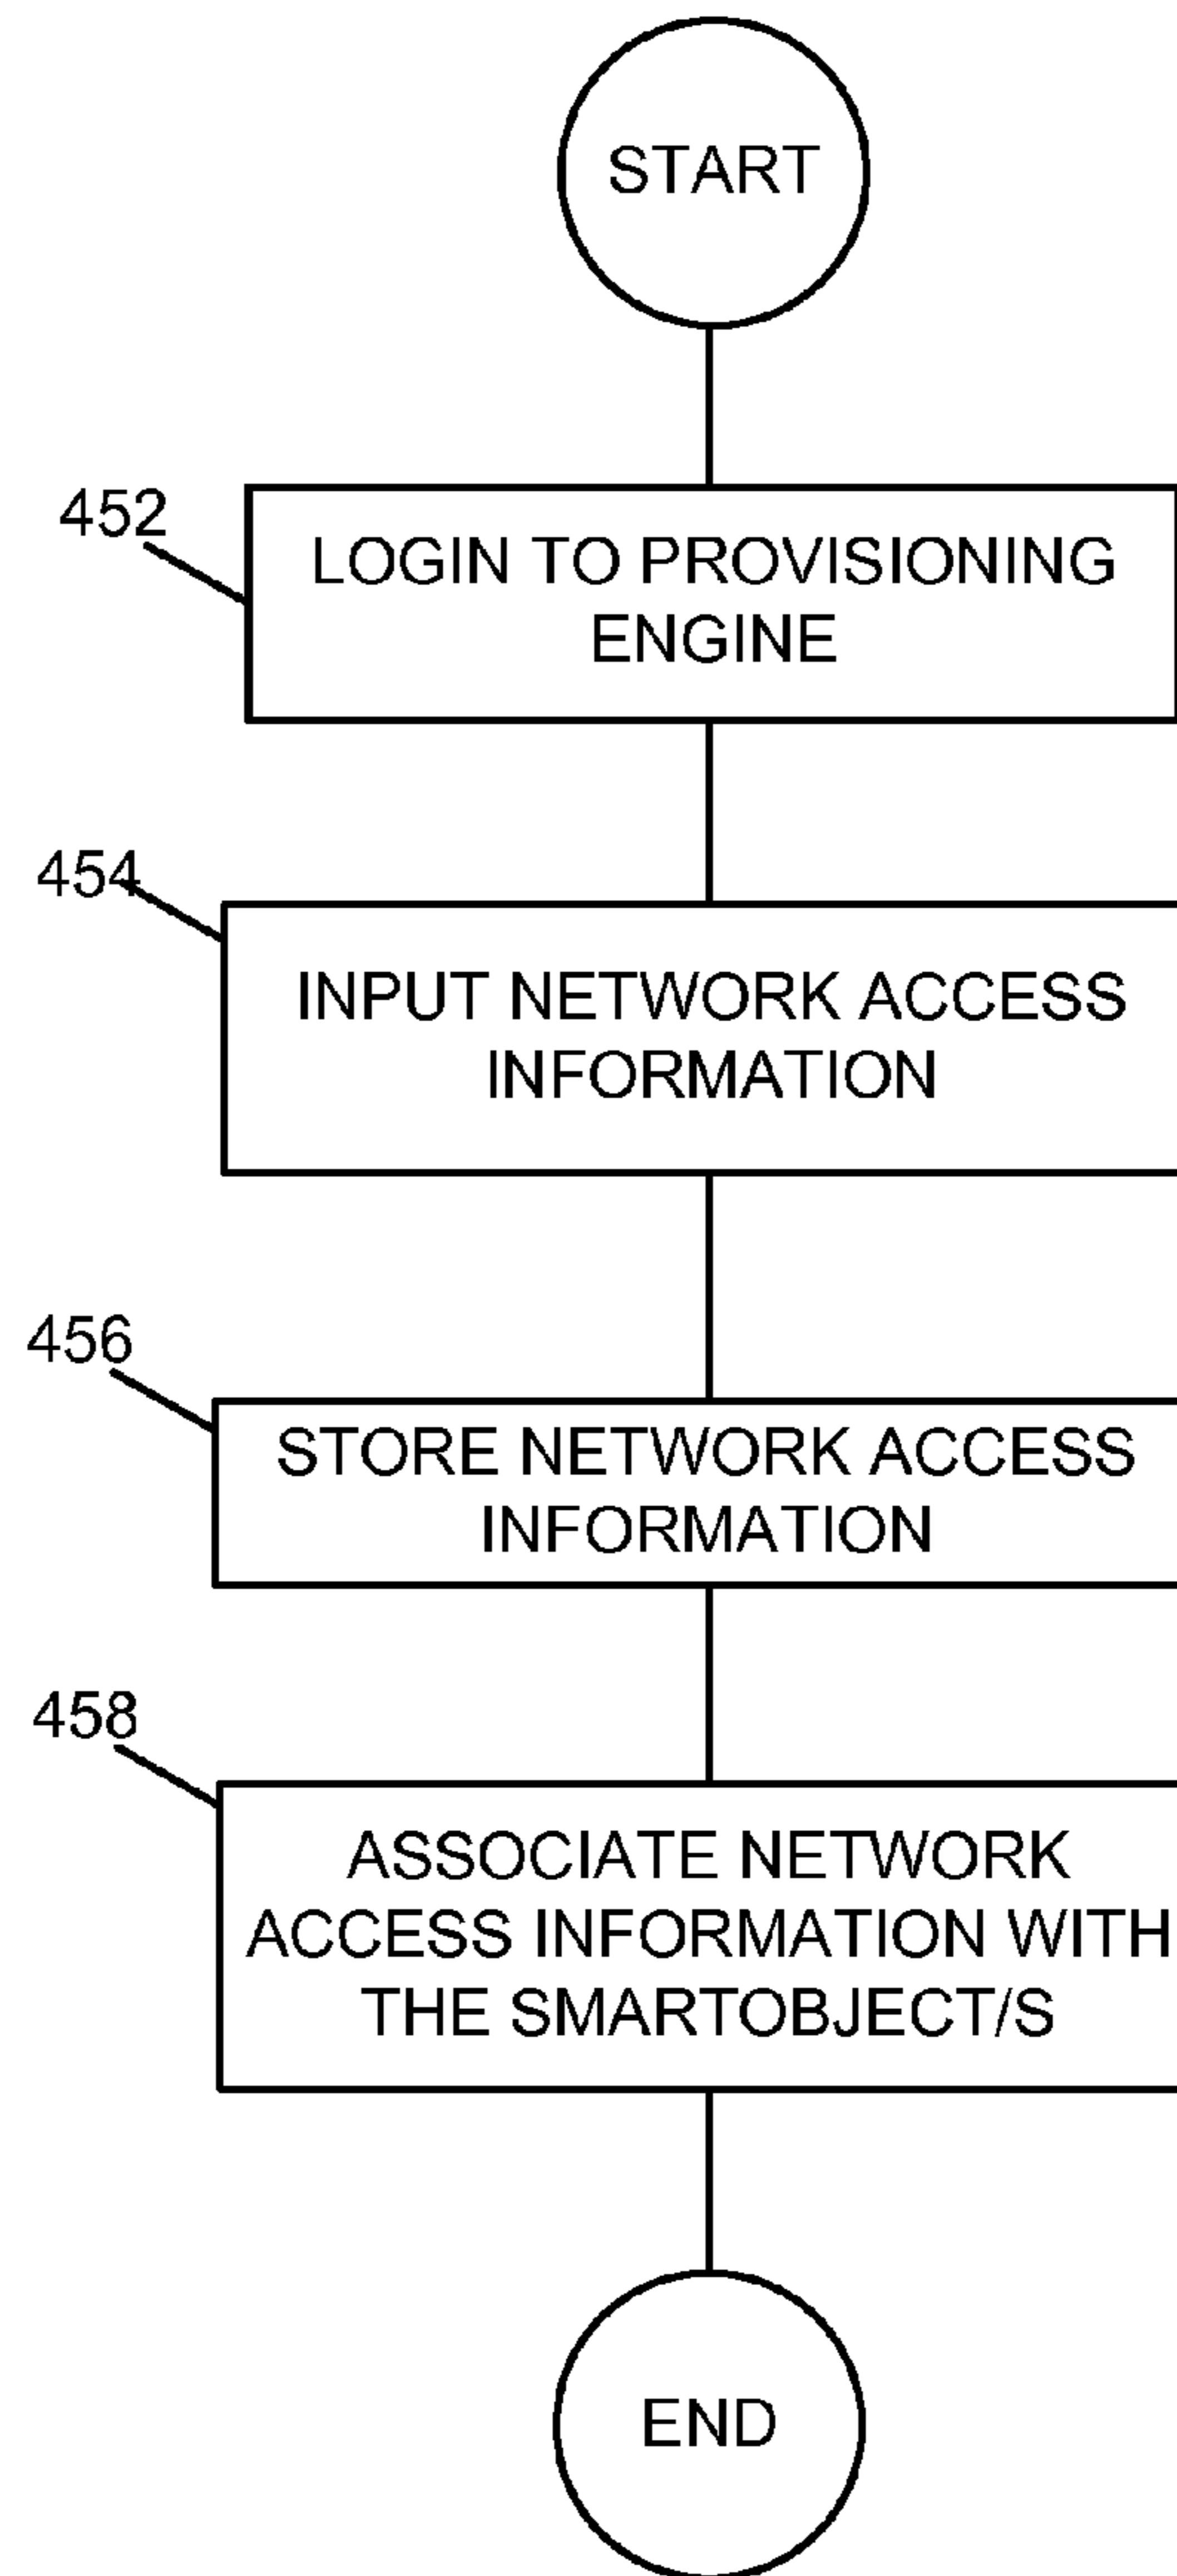 START
452
LOGIN TO PROVISIONING
ENGINE
454
INPUT NETWORK ACCESS
INFORMATION
456
STORE NETWORK ACCESS
INFORMATION
458
ASSOCIATE NETWORK
ACCESS INFORMATION WITH
THE SMARTOBJECT/S
END